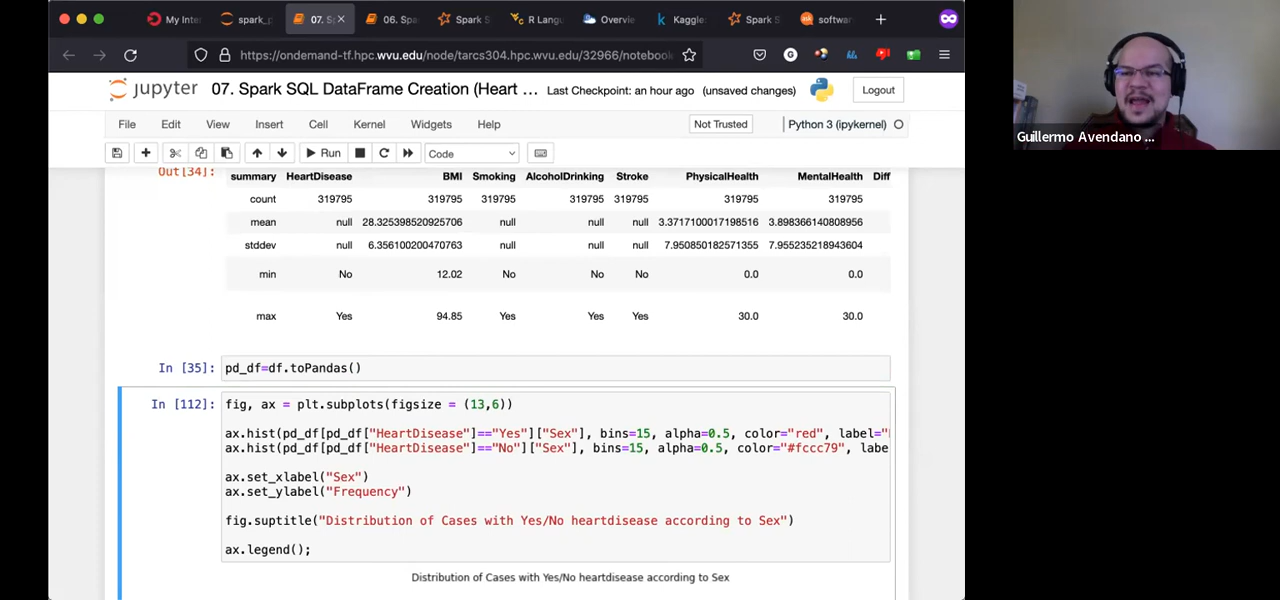 My Inter
spark_p
07. S
06. Spa
Spark S
R Lang
Overvie
Kaggle:
Spark S
softwar
https://ondemand-tf.hpc.wvu.edu/node/tarcs304.hpc.wvu.edu/32966/notebook
jupyter 07. Spark SQL DataFrame Creation (Heart ... Last Checkpoint: an hour ago (unsaved changes) Logout
File Edit View Insert Cell Kernel Widgets Help Not Trusted Python 3 (ipykernel)
Run Code
Out[34]: summary HeartDisease BMI Smoking AlcoholDrinking Stroke PhysicalHealth MentalHealth Diff
count 319795 319795 319795 319795 319795 319795 319795
mean null 28.325398520925706 null null null 3.3717100017198516 3.898366140808956
stddev null 6.356100200470763 null null null 7.950850182571355 7.955235218943604
min No 12.02 No No No 0.0 0.0
max Yes 94.85 Yes Yes Yes 30.0 30.0
In [35]: pd_df=df.toPandas()
In [112]: fig, ax = plt.subplots(figsize = (13,6))
ax.hist(pd_df[pd_df["HeartDisease"]=="Yes"]["Sex"], bins=15, alpha=0.5, color="red", label="
ax.hist(pd_df[pd_df["HeartDisease"]=="No"]["Sex"], bins=15, alpha=0.5, color="#fccc79", labe
ax.set_xlabel("Sex")
ax.set_ylabel("Frequency")
fig.suptitle("Distribution of Cases with Yes/No heartdisease according to Sex")
ax.legend();
Distribution of Cases with Yes/No heartdisease according to Sex
Guillermo Avendano ...